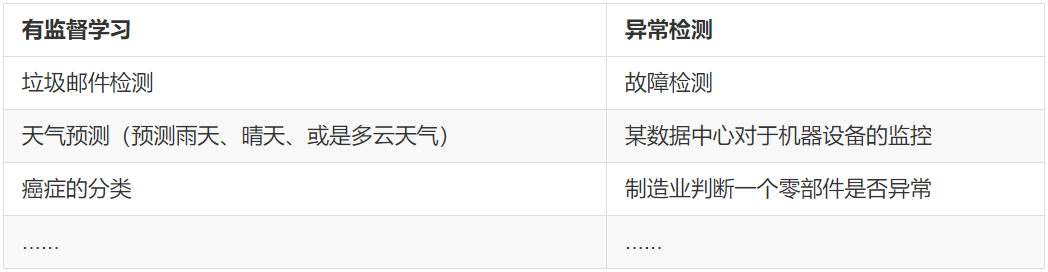 有监督学习 异常检测
垃圾邮件检测 故障检测
天气预测（预测雨天、晴天、或是多云天气） 某数据中心对于机器设备的监控
癌症的分类 制造业判断一个零部件是否异常
…… ……